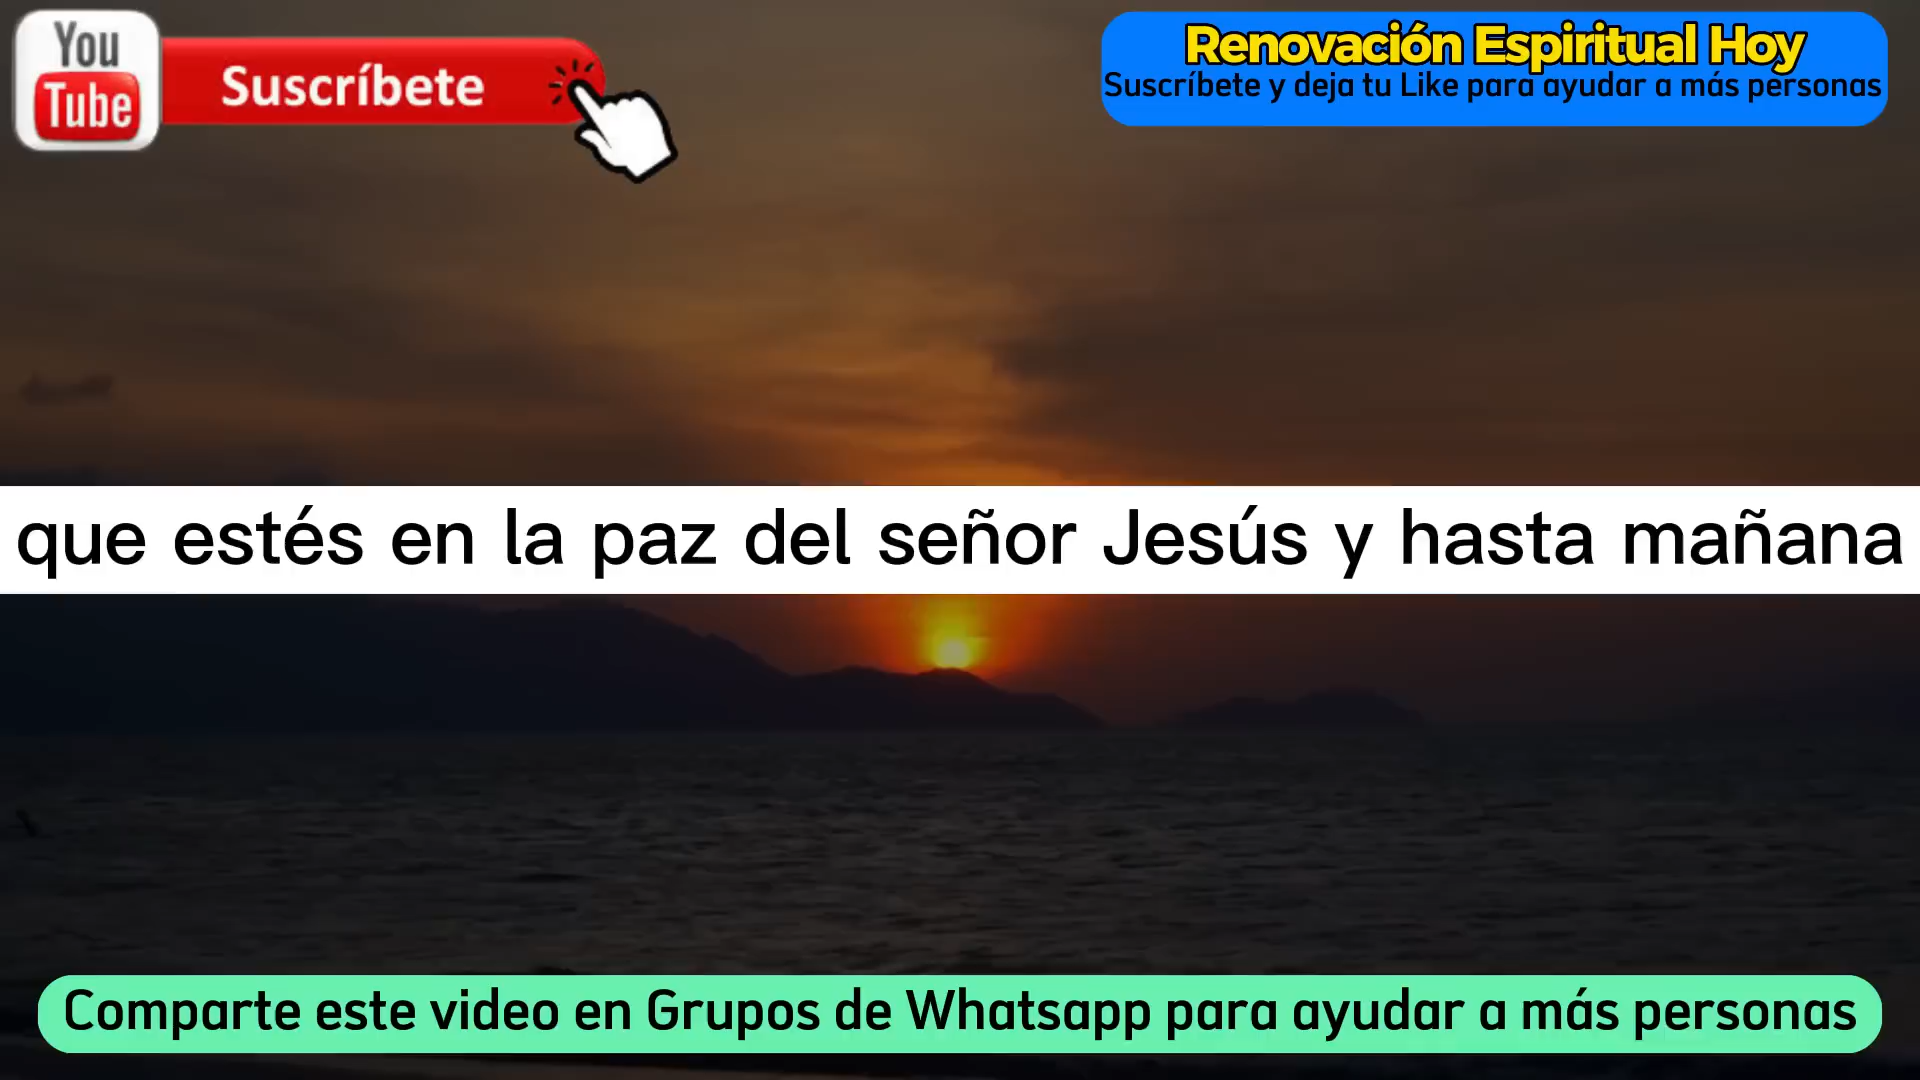 You
Tube
Suscríbete
Renovación Espiritual Hoy
Suscríbete y deja tu Like para ayudar a más personas
que estés en la paz del señor Jesús y hasta mañana
Comparte este video en Grupos de Whatsapp para ayudar a más personas